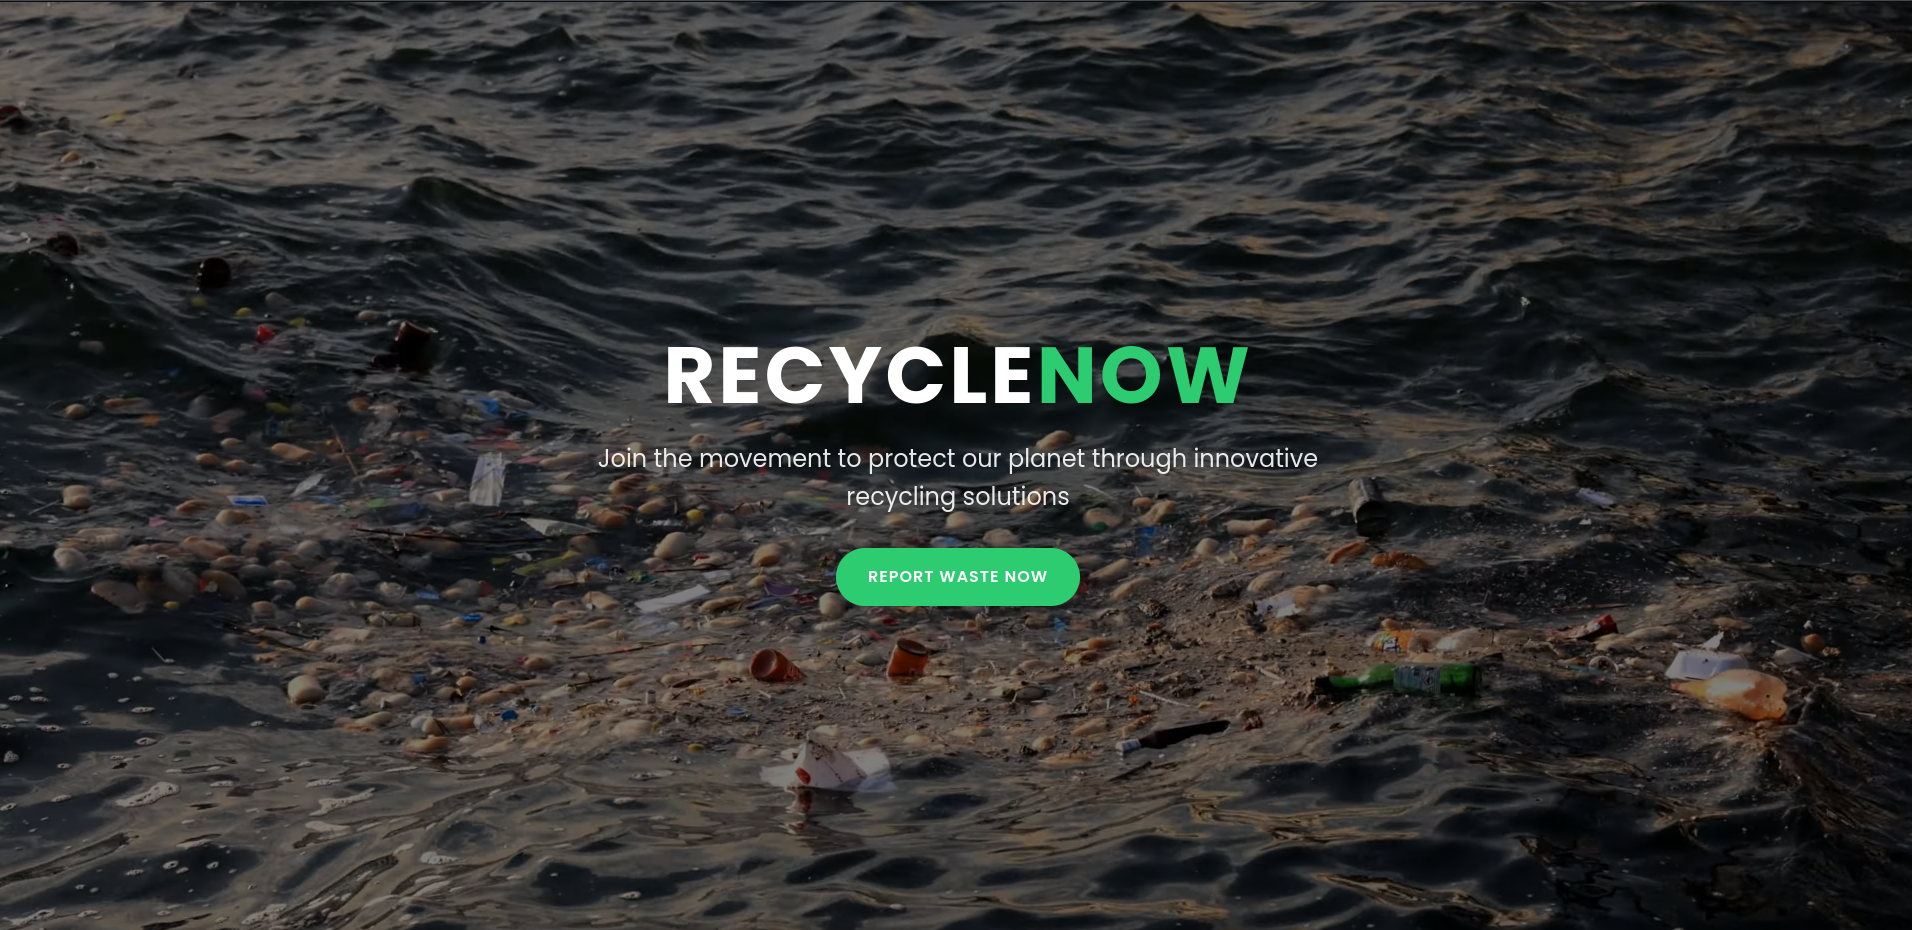 RECYCLENOW
Join the movement to protect our planet through innovative
recycling solutions
REPORT WASTE NOW